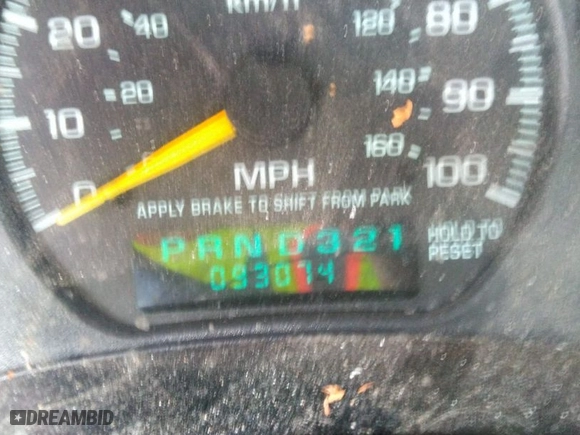 km/h
20 40 120 80
20 140 90
10
0 160 100
MPH
APPLY BRAKE TO SHIFT FROM PARK
PRND321 HOLD TO
RESET
093074
DREAMBID